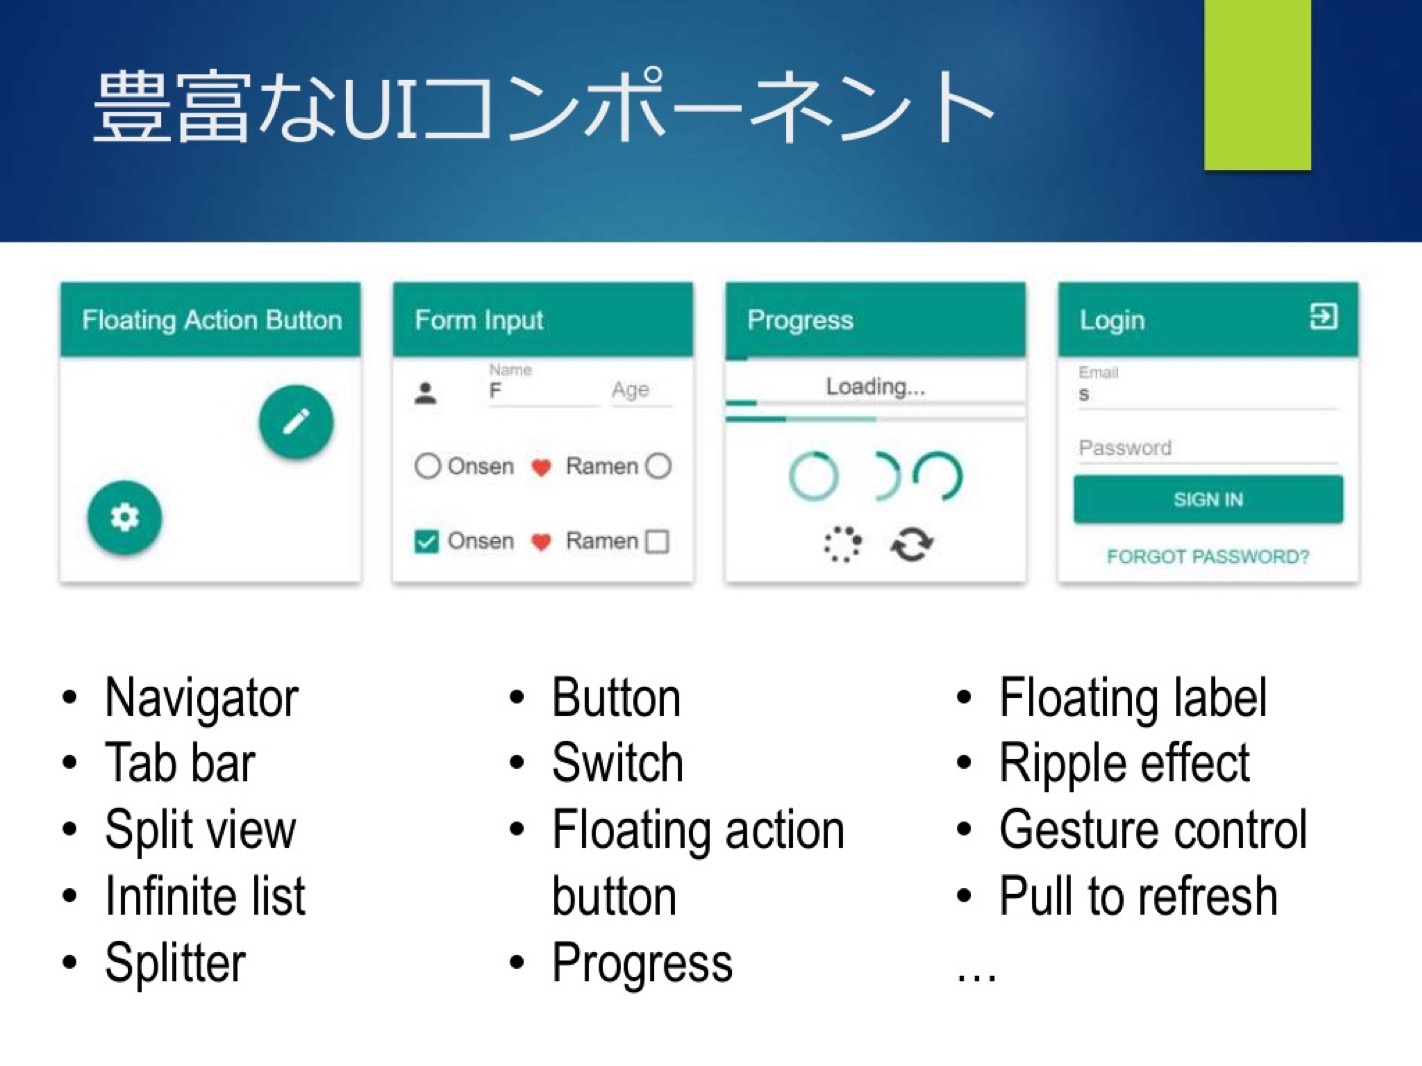 豊富なUIコンポーネント
Floating Action Button
Form Input
Name
F
Age
Onsen Ramen
Onsen Ramen
Progress
Loading...
Login
Email
s
Password
SIGN IN
FORGOT PASSWORD?
• Navigator
• Tab bar
• Split view
• Infinite list
• Splitter
• Button
• Switch
• Floating action
button
• Progress
• Floating label
• Ripple effect
• Gesture control
• Pull to refresh
…